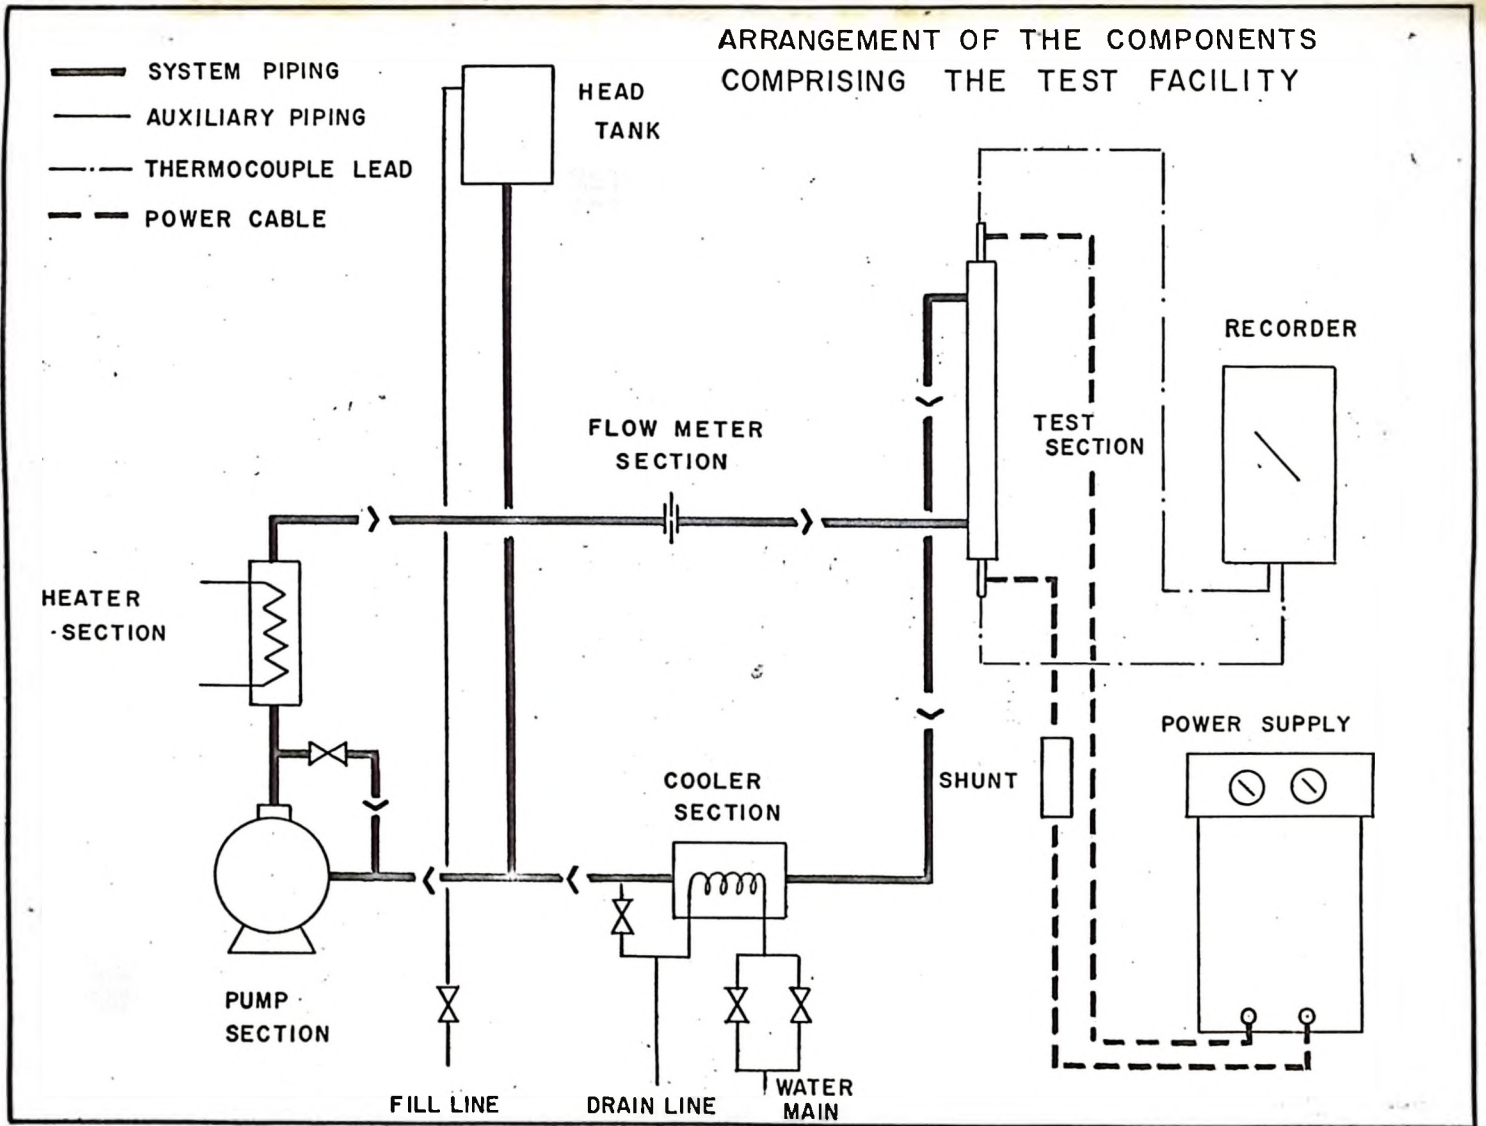 ARRANGEMENT OF THE COMPONENTS
COMPRISING THE TEST FACILITY
SYSTEM PIPING
AUXILIARY PIPING
THERMOCOUPLE LEAD
POWER CABLE
HEAD
TANK
RECORDER
FLOW METER
SECTION
TEST
SECTION
HEATER
SECTION
POWER SUPPLY
COOLER
SECTION
SHUNT
PUMP
SECTION
FILL LINE
DRAIN LINE
WATER
MAIN